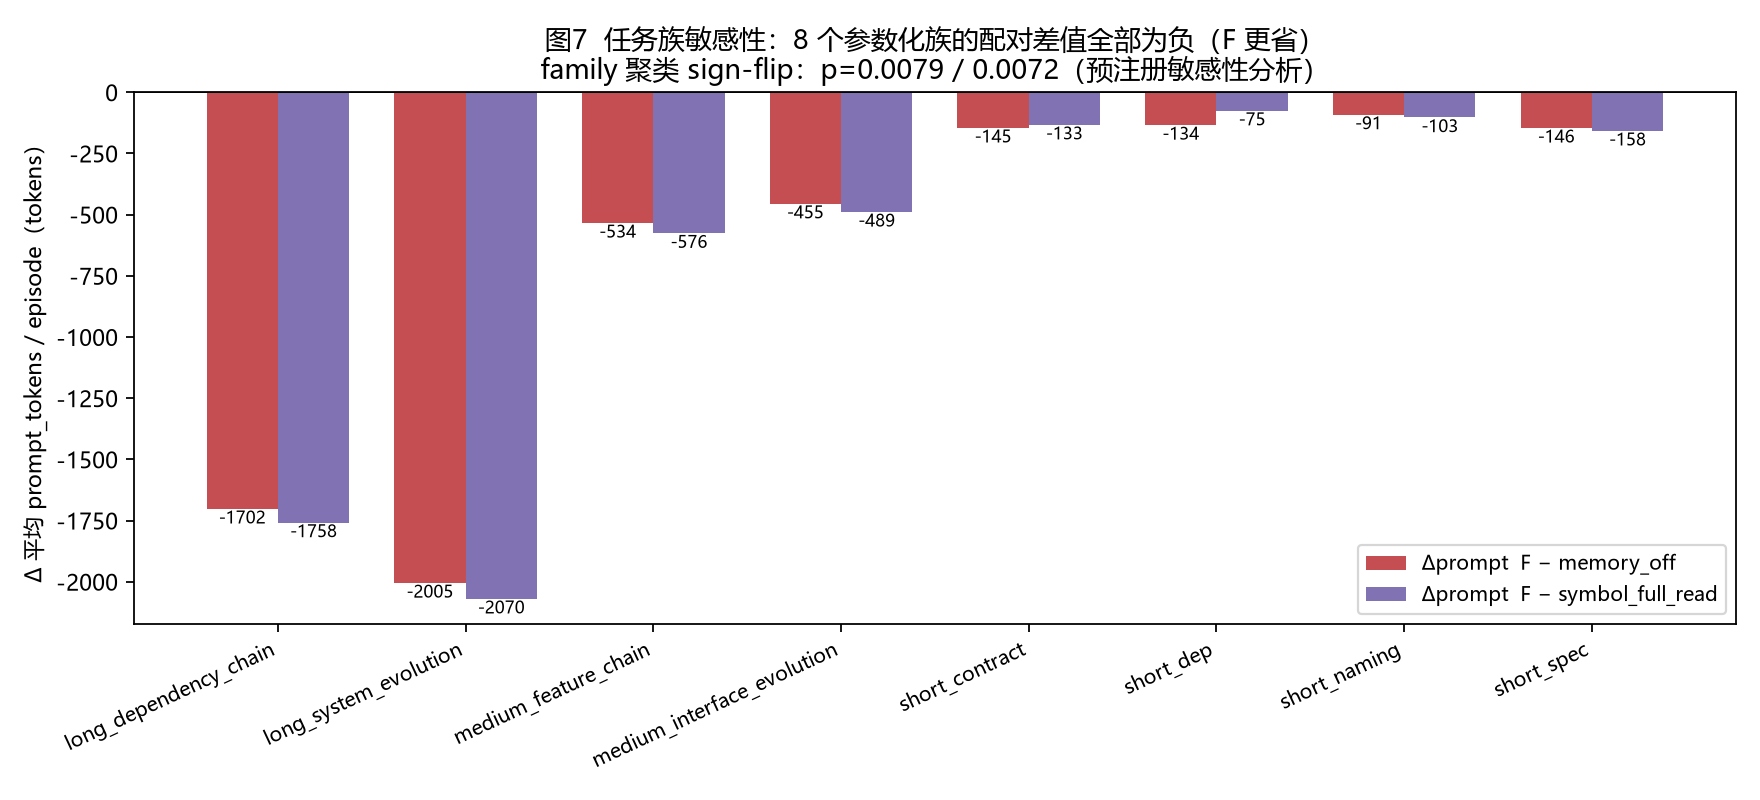 图7 任务族敏感性：8 个参数化族的配对差值全部为负（F 更省）
family 聚类 sign-flip：p=0.0079 / 0.0072（预注册敏感性分析）
Δ 平均 prompt_tokens / episode（tokens）
0
-250
-500
-750
-1000
-1250
-1500
-1750
-2000
-1702
-1758
-2005
-2070
-534
-576
-455
-489
-145
-133
-134
-75
-91
-103
-146
-158
Δprompt F − memory_off
Δprompt F − symbol_full_read
long_dependency_chain
long_system_evolution
medium_feature_chain
medium_interface_evolution
short_contract
short_dep
short_naming
short_spec